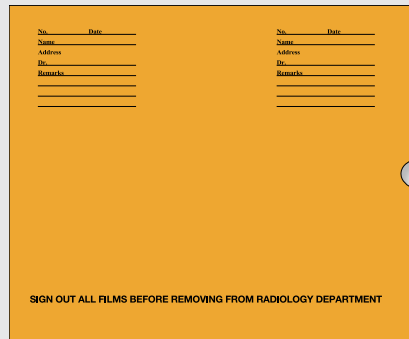 No. Date
Name
Address
Dr.
Remarks
No. Date
Name
Address
Dr.
Remarks
SIGN OUT ALL FILMS BEFORE REMOVING FROM RADIOLOGY DEPARTMENT